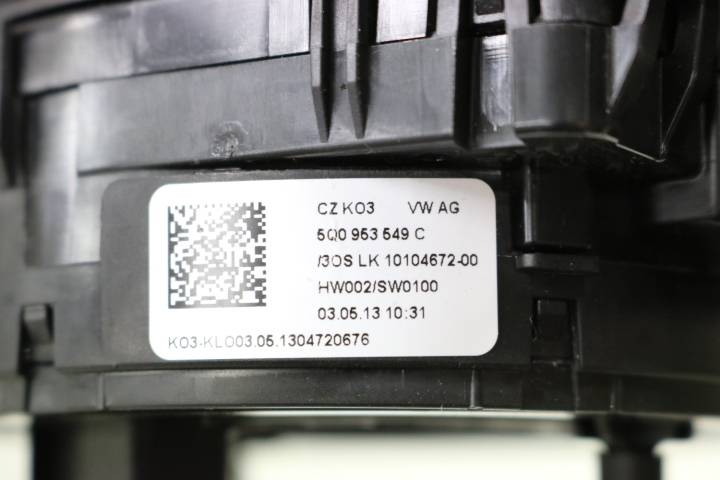 CZ K03 VW AG
5Q0 953 549 C
/3OS LK 10104672-00
HW002/SW0100
03.05.13 10:31
K03-KLO03.05.1304720676